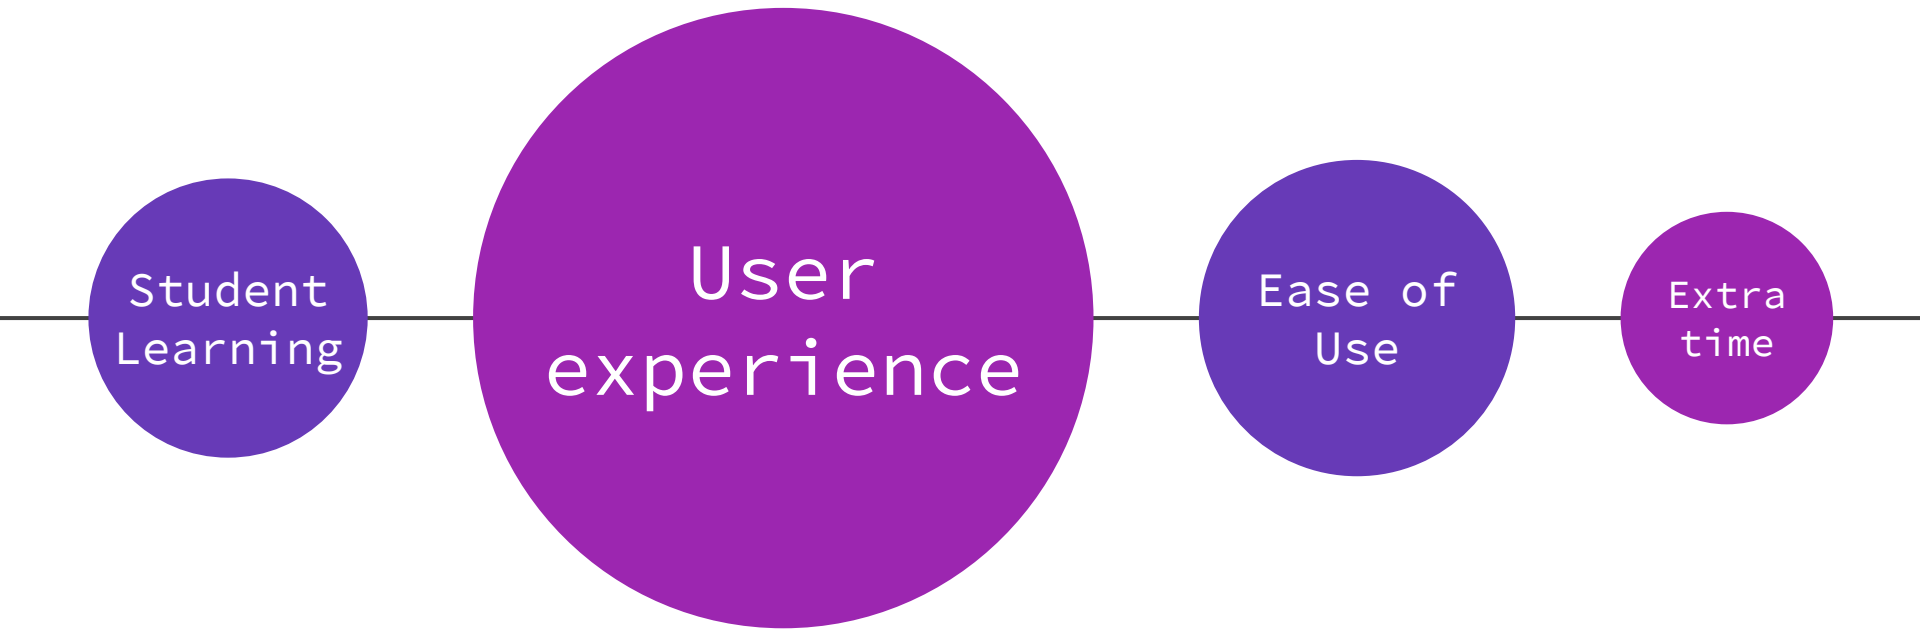 Student
Learning
User
experience
Ease of
Use
Extra
time